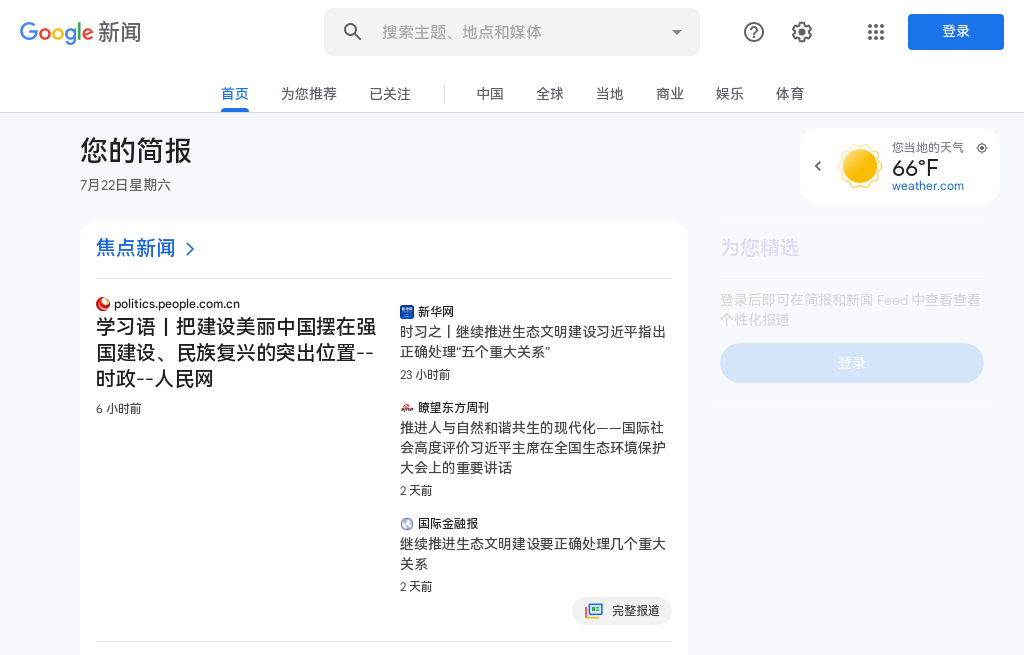 Google 新闻
搜索主题、地点和媒体
登录
首页
为您推荐
已关注
中国
全球
当地
商业
娱乐
体育
您的简报
7月22日星期六
您当地的天气
66°F
weather.com
焦点新闻
politics.people.com.cn
学习语丨把建设美丽中国摆在强
国建设、民族复兴的突出位置--
时政--人民网
6 小时前
新华网
时习之丨继续推进生态文明建设习近平指出
正确处理“五个重大关系”
23 小时前
瞭望东方周刊
推进人与自然和谐共生的现代化——国际社
会高度评价习近平主席在全国生态环境保护
大会上的重要讲话
2 天前
国际金融报
继续推进生态文明建设要正确处理几个重大
关系
2 天前
完整报道
为您精选
登录后即可在简报和新闻 Feed 中查看查看
个性化报道
登录